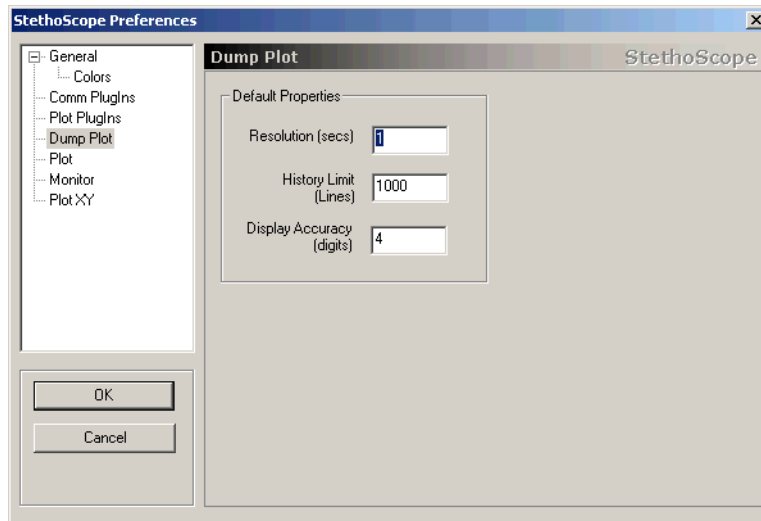 StethoScope Preferences
General
Colors
Comm PlugIns
Plot PlugIns
Dump Plot
Plot
Monitor
Plot XY
OK
Cancel
Dump Plot
StethoScope
Default Properties
Resolution (secs)
1
History Limit
(Lines)
1000
Display Accuracy
(digits)
4